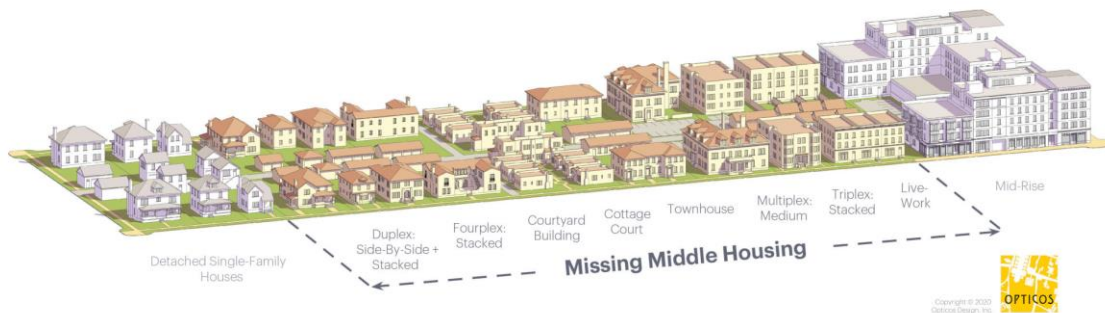 Detached Single-Family
Houses
Duplex:
Side-By-Side +
Stacked
Fourplex:
Stacked
Courtyard
Building
Cottage
Court
Townhouse
Multiplex:
Medium
Triplex:
Stacked
Live-
Work
Mid-Rise
Missing Middle Housing
Copyright © 2020
Opticos Design, Inc.
OPTICOS